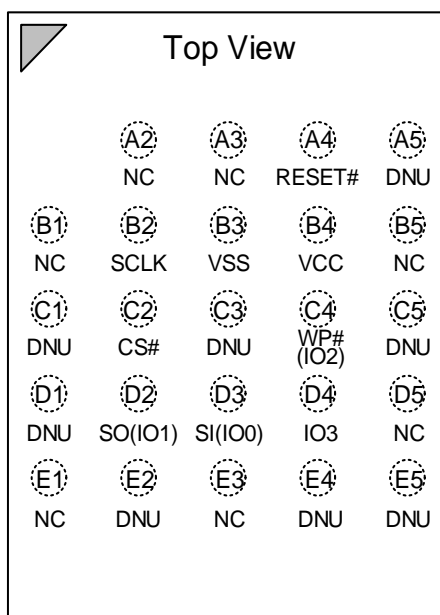 Top View
A2 A3 A4 A5
NC NC RESET# DNU
B1 B2 B3 B4 B5
NC SCLK VSS VCC NC
C1 C2 C3 C4 C5
DNU CS# DNU WP# DNU
(IO2)
D1 D2 D3 D4 D5
DNU SO(IO1) SI(IO0) IO3 NC
E1 E2 E3 E4 E5
NC DNU NC DNU DNU